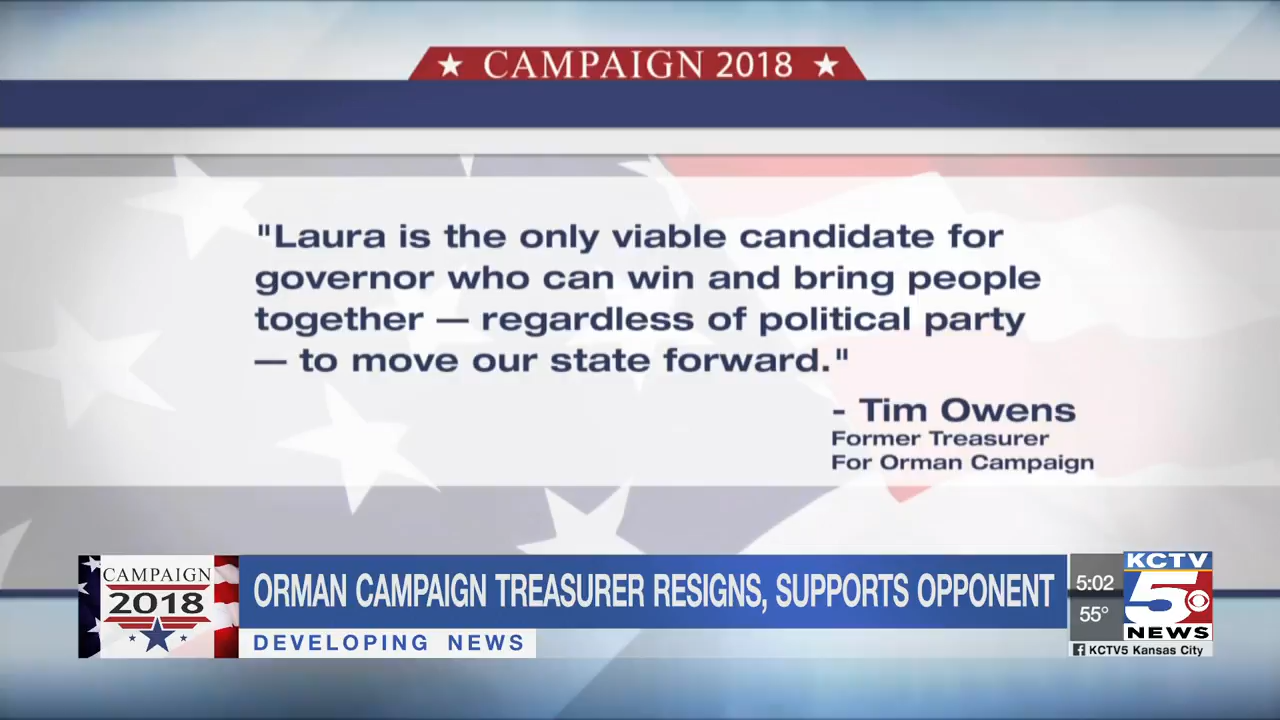 CAMPAIGN 2018
"Laura is the only viable candidate for
governor who can win and bring people
together — regardless of political party
— to move our state forward."
- Tim Owens
Former Treasurer
For Orman Campaign
CAMPAIGN
2018
ORMAN CAMPAIGN TREASURER RESIGNS, SUPPORTS OPPONENT
DEVELOPING NEWS
5:02
55°
KCTV
5
NEWS
KCTV5 Kansas City